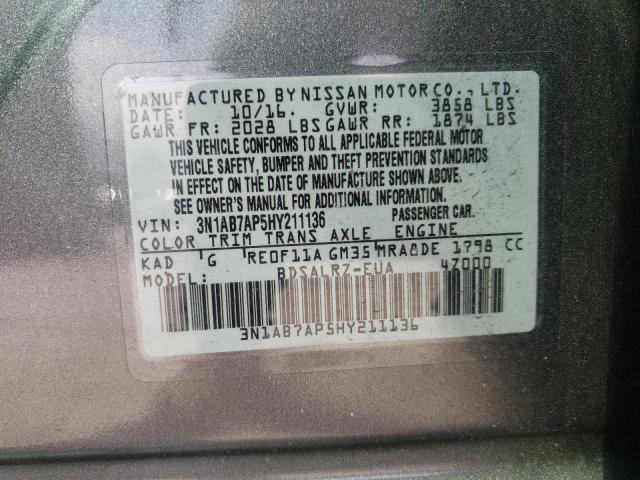 MANUFACTURED BY NISSAN MOTOR CO., LTD.
DATE: 10/16. GVWR: 3858 LBS
GAWR FR: 2028 LBS GAWR RR: 1874 LBS
THIS VEHICLE CONFORMS TO ALL APPLICABLE FEDERAL MOTOR
VEHICLE SAFETY, BUMPER AND THEFT PREVENTION STANDARDS
IN EFFECT ON THE DATE OF MANUFACTURE SHOWN ABOVE.
SEE OWNER'S MANUAL FOR ADDITIONAL INFORMATION.
VIN: 3N1AB7AP5HY211136 PASSENGER CAR.
COLOR TRIM TRANS AXLE ENGINE
KAD G RE0F11A GM35 MRA8DE 1798 CC
MODEL: BDSALRZ-EUA 47000
3N1AB7AP5HY211136